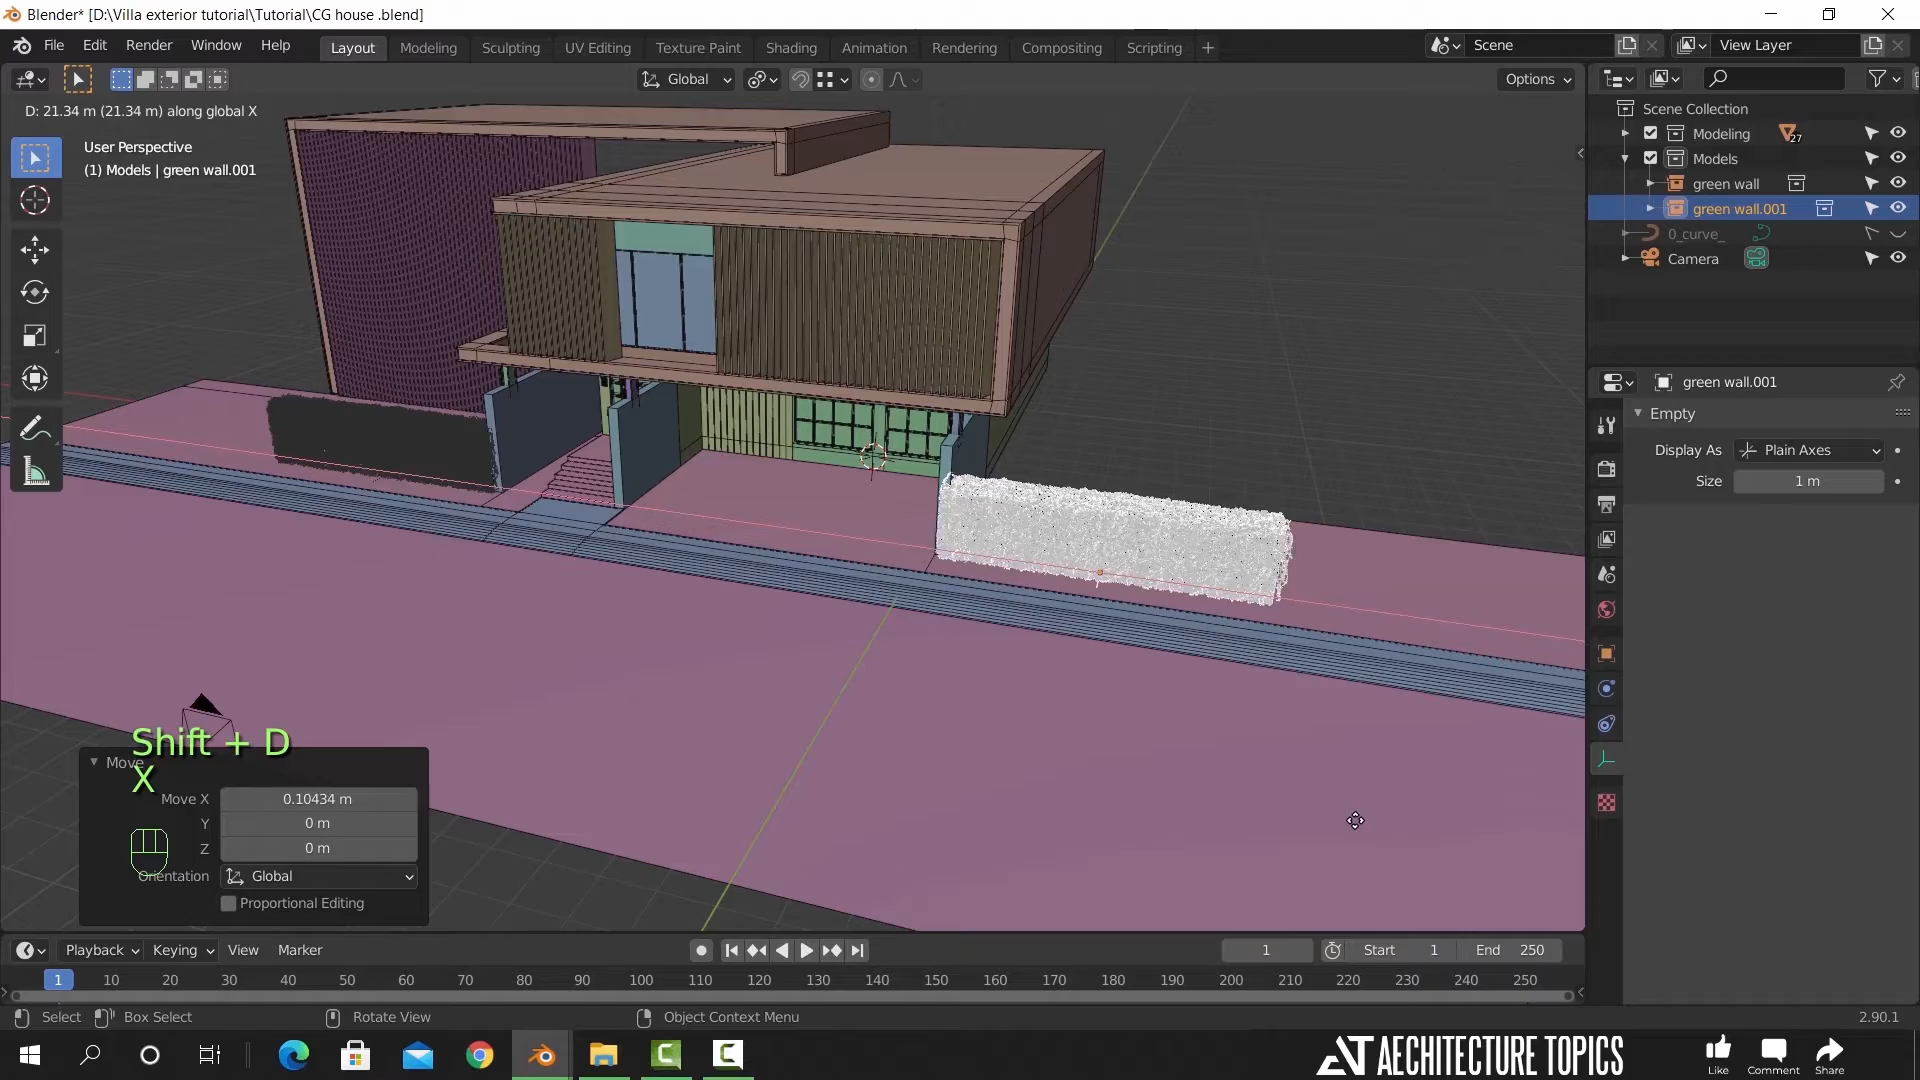 Blender* [D:\Villa exterior tutorial\Tutorial\CG house .blend]
File Edit Render Window Help
Layout Modeling Sculpting UV Editing Texture Paint Shading Animation Rendering Compositing Scripting +
Scene
View Layer
Global
Options
D: 21.34 m (21.34 m) along global X
User Perspective
(1) Models | green wall.001
Scene Collection
Modeling 27
Models
green wall
green wall.001
0_curve_
Camera
green wall.001
Empty
Display As Plain Axes
Size 1 m
Shift + D
X
Move
Move X 0.10434 m
Y 0 m
Z 0 m
Orientation Global
Proportional Editing
Playback Keying View Marker
1
Start 1
End 250
1 10 20 30 40 50 60 70 80 90 100 110 120 130 140 150 160 170 180 190 200 210 220 230 240 250
Select Box Select Rotate View Object Context Menu
2.90.1
AT AECHITECTURE TOPICS
Like Comment Share